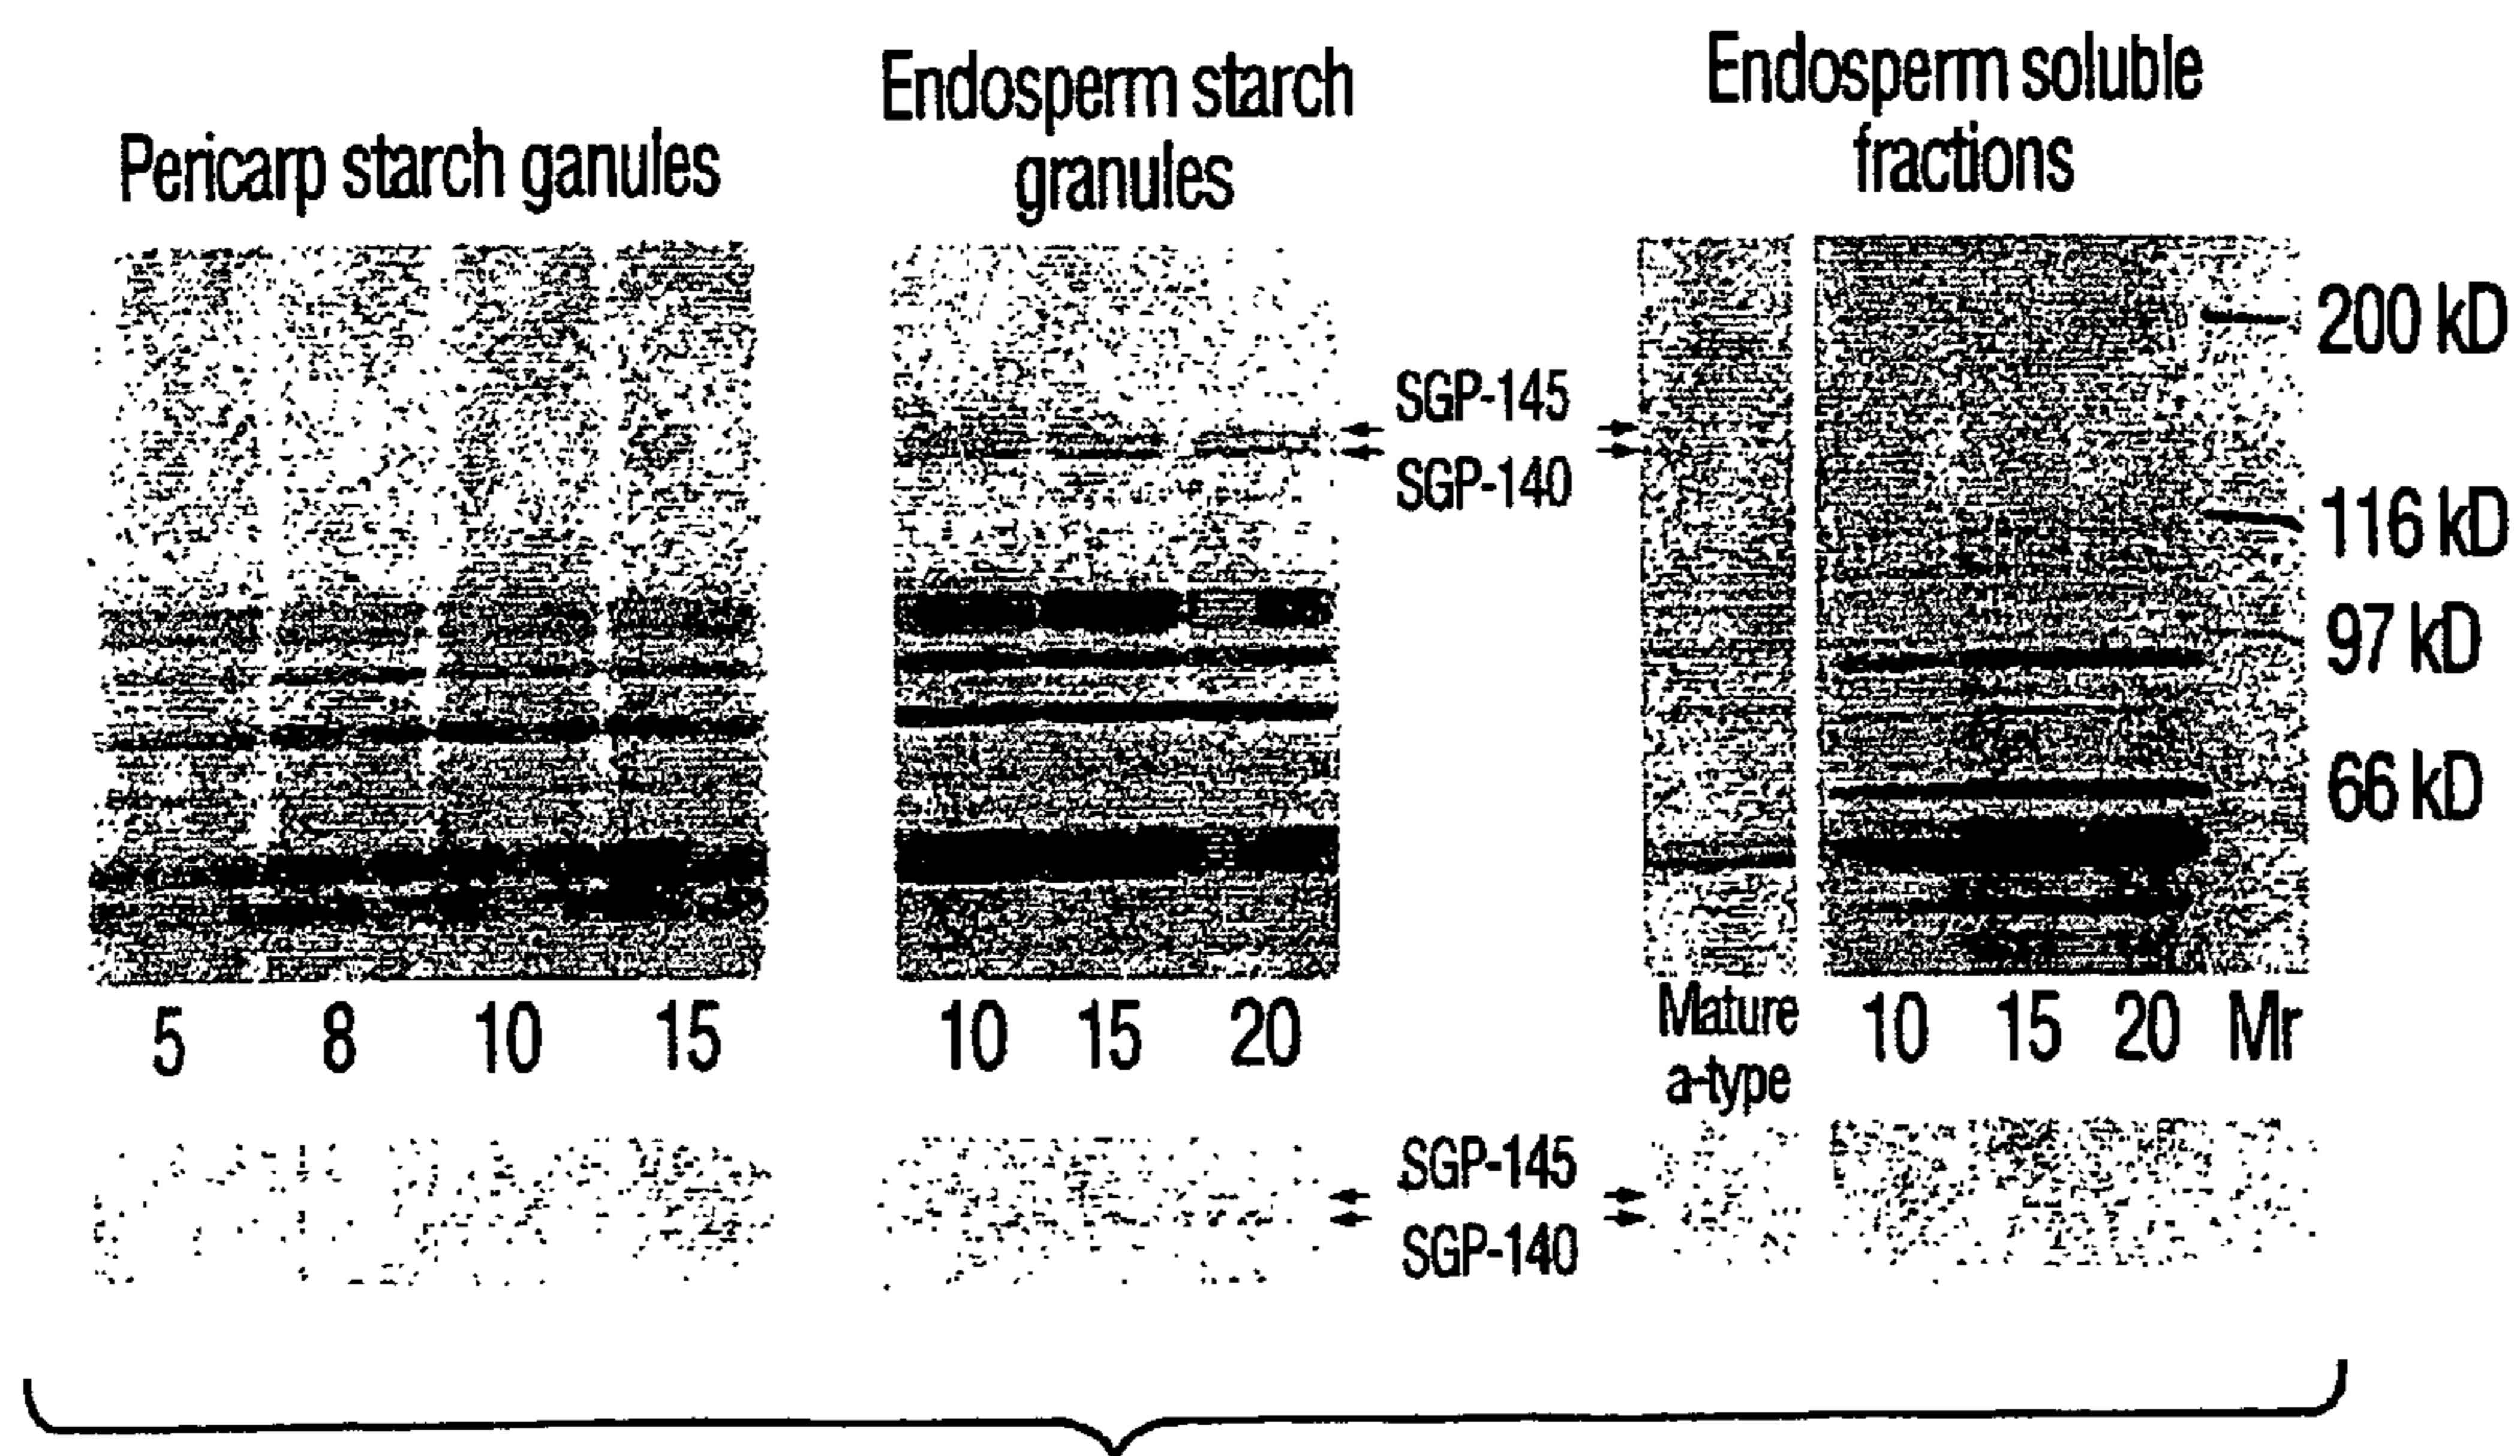 Pericarp starch ganules
Endosperm starch
granules
Endosperm soluble
fractions
200 kD
SGP-145
SGP-140
116 kD
97 kD
66 kD
5 8 10 15
10 15 20
Mature
a-type
10 15 20 Mr
SGP-145
SGP-140